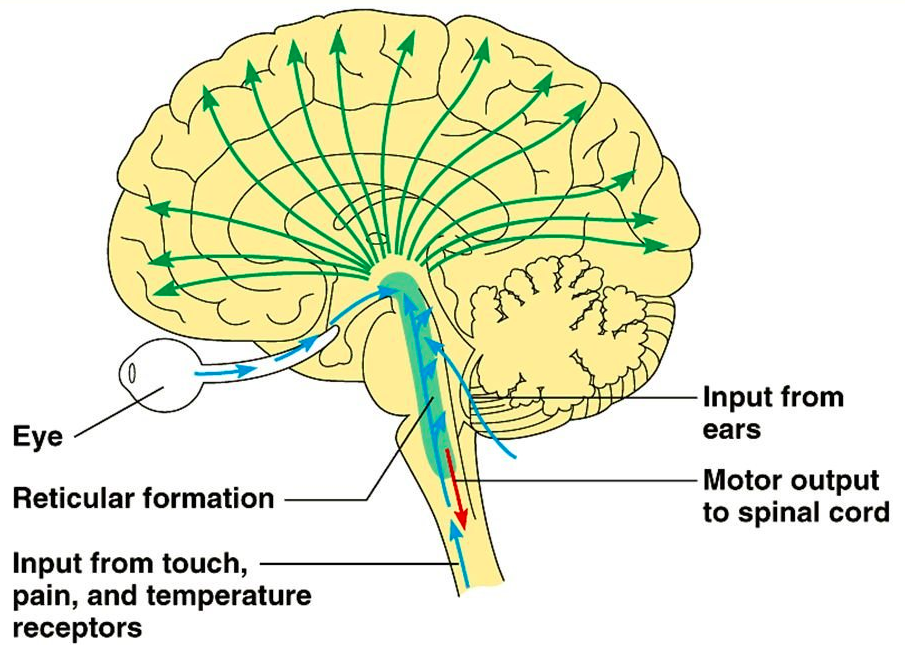 Eye
Reticular formation
Input from touch,
pain, and temperature
receptors
Input from
ears
Motor output
to spinal cord